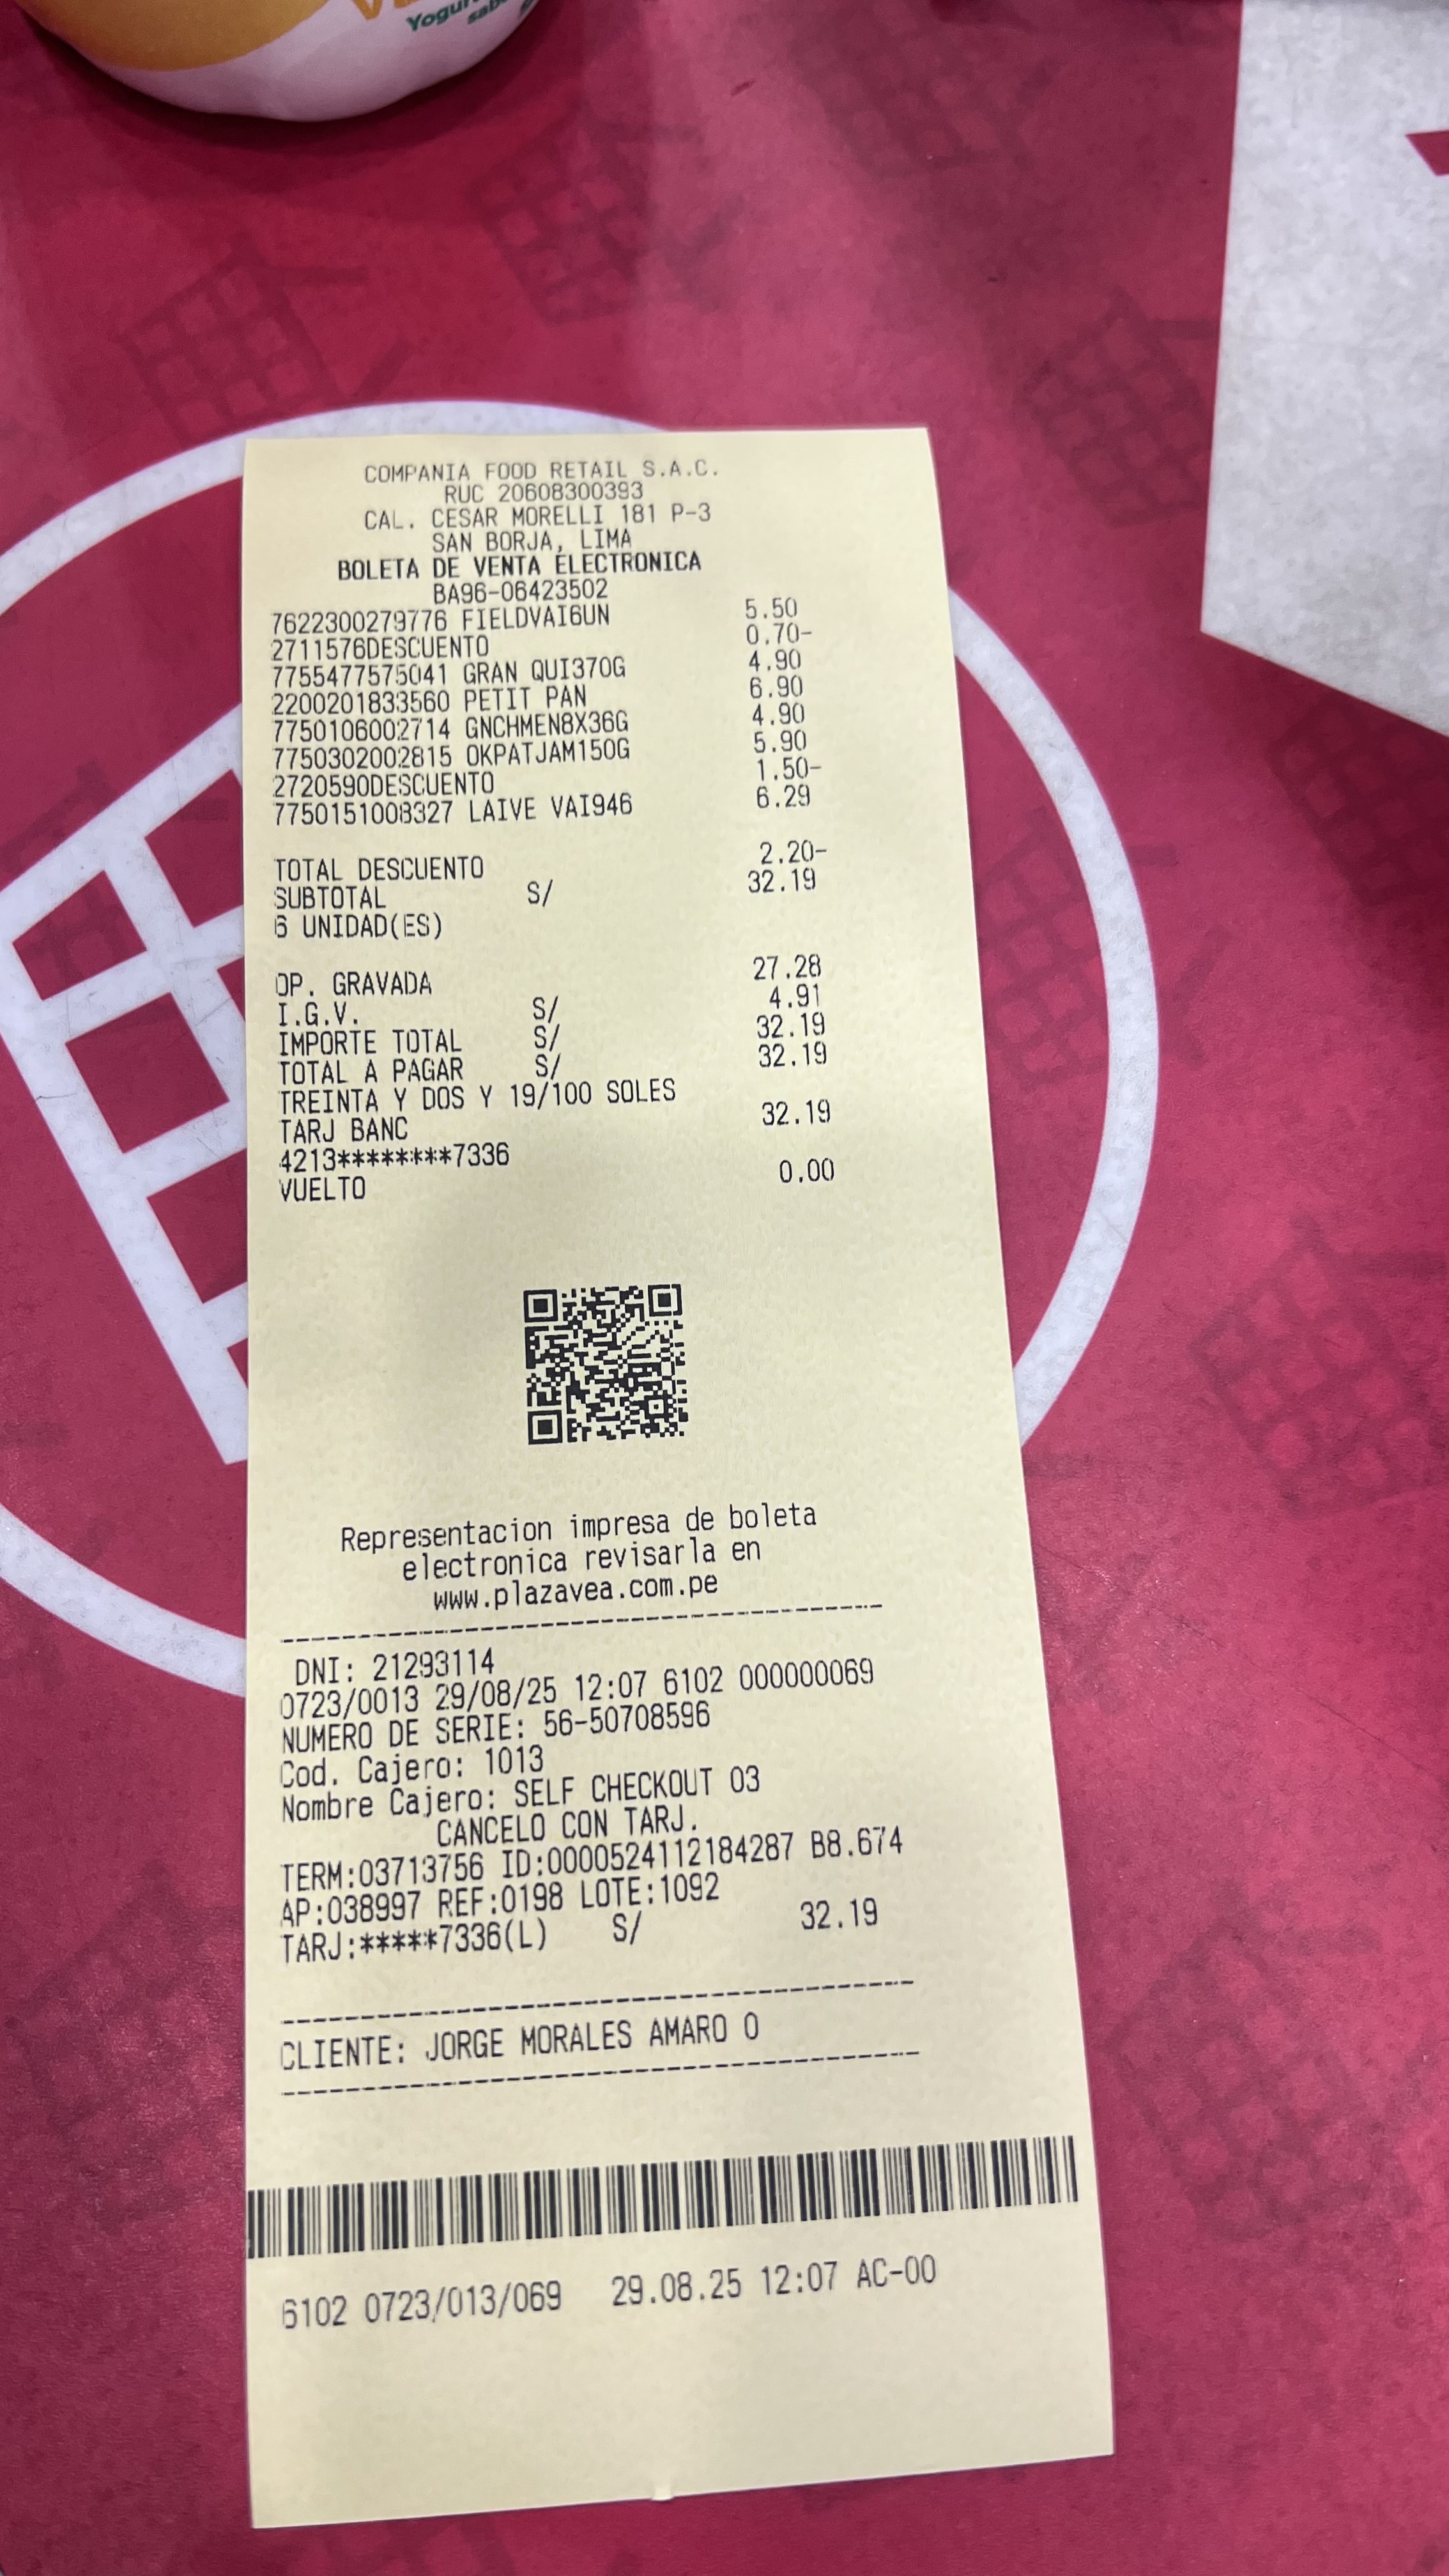 Yogur
COMPANIA FOOD RETAIL S.A.C.
RUC 20608300393
CAL. CESAR MORELLI 181 P-3
SAN BORJA, LIMA
BOLETA DE VENTA ELECTRONICA
BA96-06423502
7622300279776 FIELDVAI6UN 5.50
2711576DESCUENTO 0.70-
7755477575041 GRAN QUI370G 4.90
2200201833560 PETIT PAN 6.90
7750106002714 GNCHMEN8X36G 4.90
7750302002815 OKPATJAM150G 5.90
2720590DESCUENTO 1.50-
7750151008327 LAIVE VAI946 6.29
TOTAL DESCUENTO 2.20-
SUBTOTAL S/ 32.19
6 UNIDAD(ES)
OP. GRAVADA 27.28
I.G.V. S/ 4.91
IMPORTE TOTAL S/ 32.19
TOTAL A PAGAR S/ 32.19
TREINTA Y DOS Y 19/100 SOLES
TARJ BANC 32.19
4213********7336
VUELTO 0.00
Representacion impresa de boleta
electronica revisarla en
www.plazavea.com.pe
DNI: 21293114
0723/0013 29/08/25 12:07 6102 000000069
NUMERO DE SERIE: 56-50708596
Cod. Cajero: 1013
Nombre Cajero: SELF CHECKOUT 03
CANCELO CON TARJ.
TERM:03713756 ID:0000524112184287 B8.674
AP:038997 REF:0198 LOTE:1092
TARJ:*****7336(L) S/ 32.19
CLIENTE: JORGE MORALES AMARO 0
6102 0723/013/069 29.08.25 12:07 AC-00